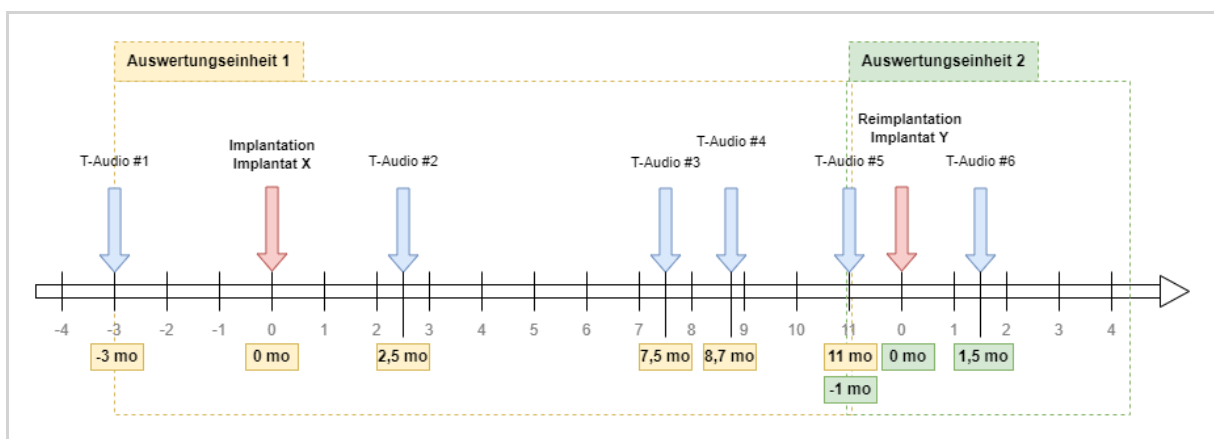 Auswertungseinheit 1
Auswertungseinheit 2
T-Audio #1
Implantation
Implantat X
T-Audio #2
T-Audio #3
T-Audio #4
T-Audio #5
Reimplantation
Implantat Y
T-Audio #6
-4 -3 -2 -1 0 1 2 3 4 5 6 7 8 9 10 11 0 1 2 3 4
-3 mo 0 mo 2,5 mo 7,5 mo 8,7 mo 11 mo 0 mo 1,5 mo
-1 mo